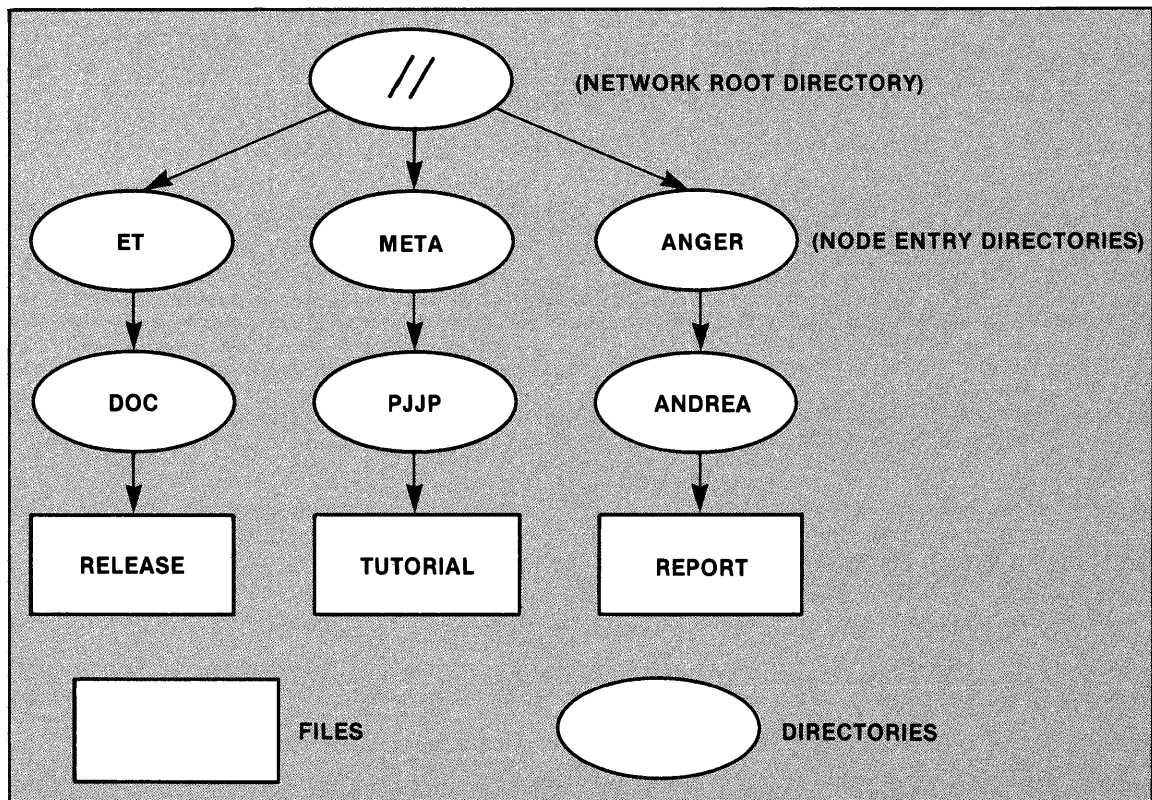 //
(NETWORK ROOT DIRECTORY)
ET
META
ANGER
(NODE ENTRY DIRECTORIES)
DOC
PJJP
ANDREA
RELEASE
TUTORIAL
REPORT
FILES
DIRECTORIES